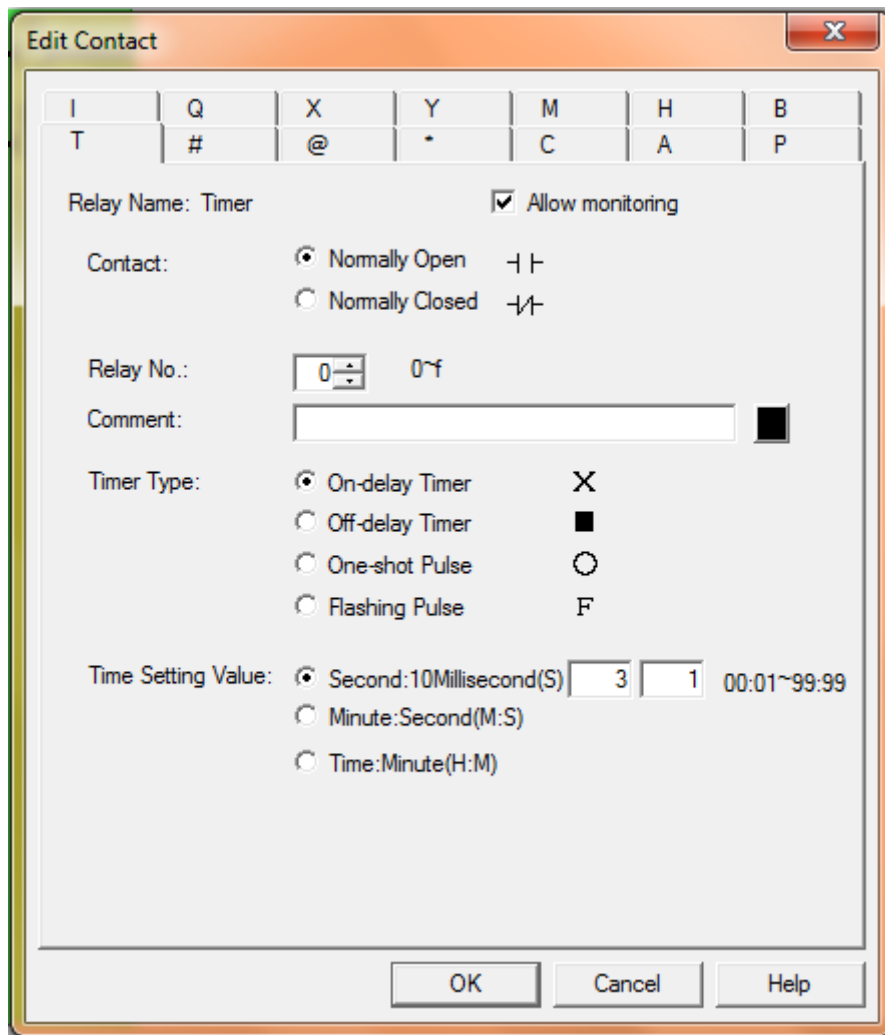 Edit Contact
I Q X Y M H B
T # @ * C A P
Relay Name: Timer Allow monitoring
Contact: Normally Open
Normally Closed
Relay No.: 0 0~f
Comment:
Timer Type: On-delay Timer X
Off-delay Timer
One-shot Pulse
Flashing Pulse F
Time Setting Value: Second:10Millisecond(S) 3 1 00:01~99:99
Minute:Second(M:S)
Time:Minute(H:M)
OK Cancel Help